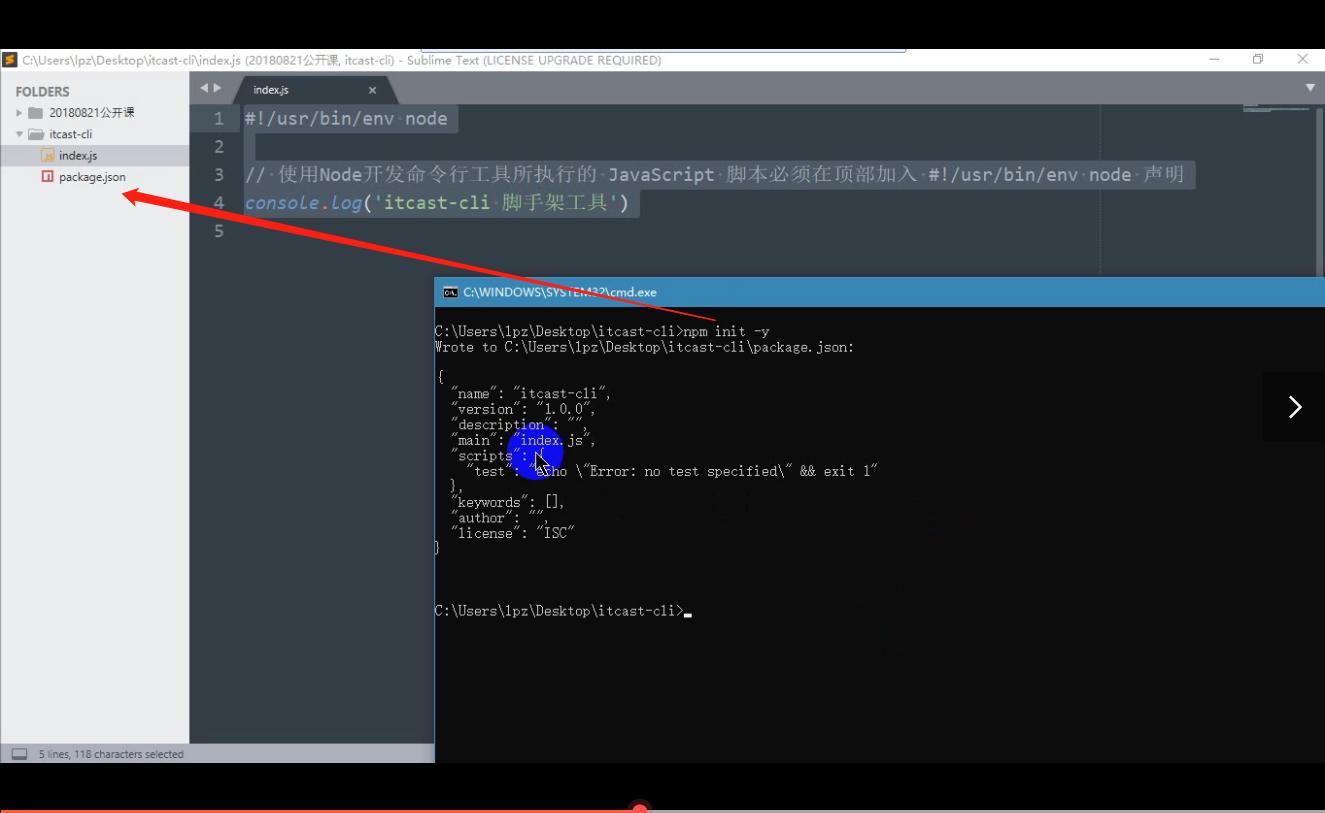 C:\Users\lpz\Desktop\itcast-cli\index.js (20180821公开课, itcast-cli) - Sublime Text (LICENSE UPGRADE REQUIRED)
FOLDERS
20180821公开课
itcast-cli
index.js
package.json
index.js
1 #!/usr/bin/env node
2
3 // 使用Node开发命令行工具所执行的 JavaScript 脚本必须在顶部加入 #!/usr/bin/env node 声明
4 console.log('itcast-cli 脚手架工具')
5
C:\WINDOWS\SYSTEM32\cmd.exe
C:\Users\lpz\Desktop\itcast-cli>npm init -y
Wrote to C:\Users\lpz\Desktop\itcast-cli\package.json:
{
"name": "itcast-cli",
"version": "1.0.0",
"description": "",
"main": "index.js",
"scripts": {
"test": "echo \"Error: no test specified\" && exit 1"
},
"keywords": [],
"author": "",
"license": "ISC"
}
C:\Users\lpz\Desktop\itcast-cli>
5 lines, 118 characters selected